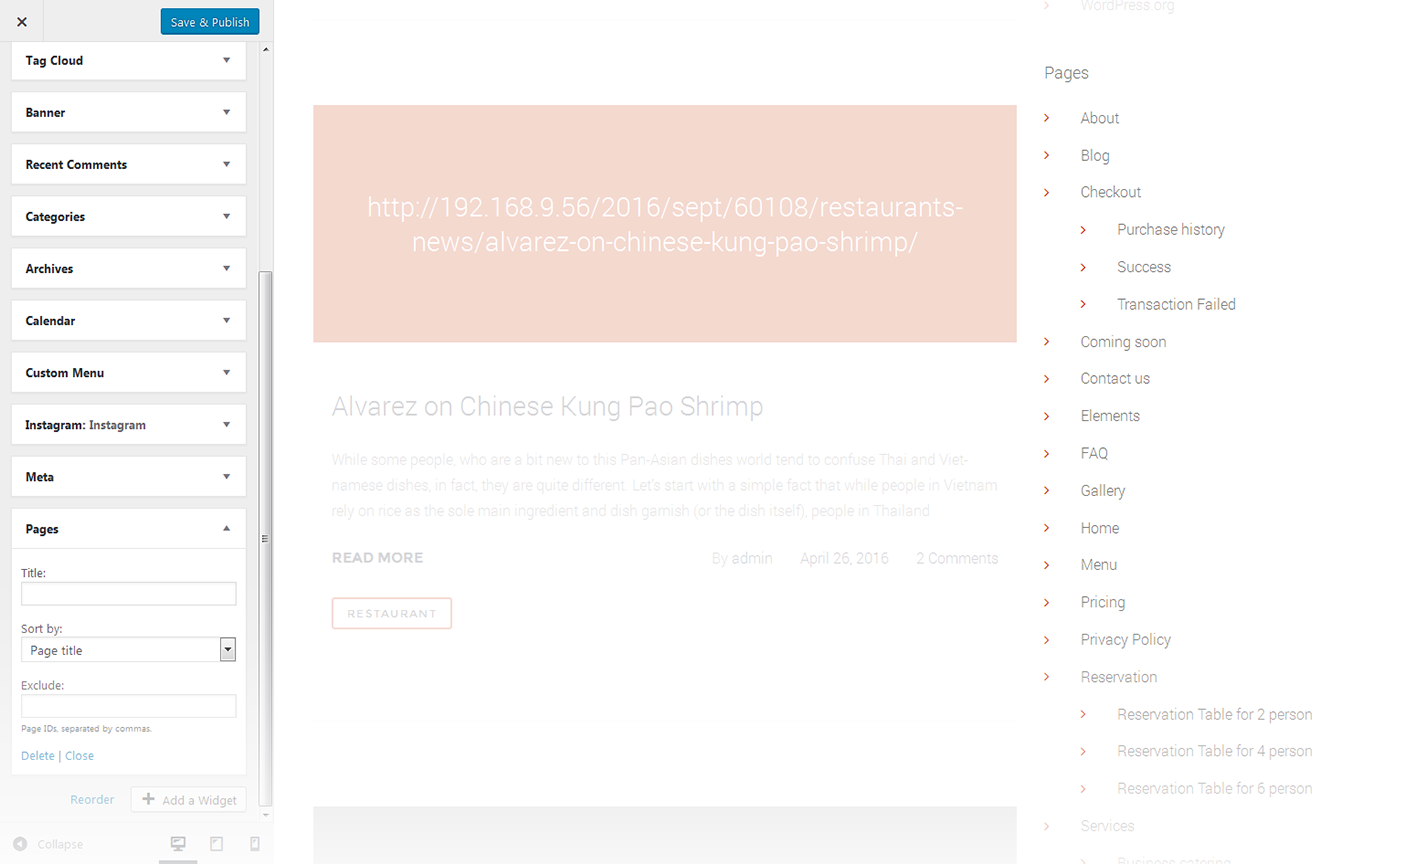 Save & Publish
Tag Cloud
Banner
Recent Comments
Categories
Archives
Calendar
Custom Menu
Instagram: Instagram
Meta
Pages
Title:
Sort by:
Page title
Exclude:
Page IDs, separated by commas.
Delete | Close
Reorder
Add a Widget
Collapse
http://192.168.9.56/2016/sept/60108/restaurants-
news/alvarez-on-chinese-kung-pao-shrimp/
Alvarez on Chinese Kung Pao Shrimp
While some people, who are a bit new to this Pan-Asian dishes world tend to confuse Thai and Viet-
namese dishes, in fact, they are quite different. Let's start with a simple fact that while people in Vietnam
rely on rice as the sole main ingredient and dish garnish (or the dish itself), people in Thailand
READ MORE
By admin April 26, 2016 2 Comments
RESTAURANT
WordPress.org
Pages
About
Blog
Checkout
Purchase history
Success
Transaction Failed
Coming soon
Contact us
Elements
FAQ
Gallery
Home
Menu
Pricing
Privacy Policy
Reservation
Reservation Table for 2 person
Reservation Table for 4 person
Reservation Table for 6 person
Services
Business catering